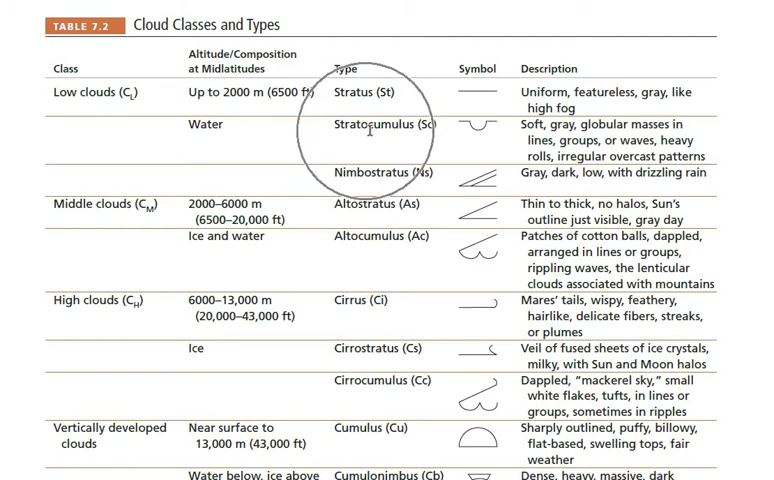 TABLE 7.2 Cloud Classes and Types
Altitude/Composition
Class at Midlatitudes Type Symbol Description
Low clouds (CL) Up to 2000 m (6500 ft) Stratus (St) Uniform, featureless, gray, like
high fog
Water Stratocumulus (Sc) Soft, gray, globular masses in
lines, groups, or waves, heavy
rolls, irregular overcast patterns
Nimbostratus (Ns) Gray, dark, low, with drizzling rain
Middle clouds (CM) 2000–6000 m Altostratus (As) Thin to thick, no halos, Sun's
(6500–20,000 ft) outline just visible, gray day
Ice and water Altocumulus (Ac) Patches of cotton balls, dappled,
arranged in lines or groups,
rippling waves, the lenticular
clouds associated with mountains
High clouds (CH) 6000–13,000 m Cirrus (Ci) Mares' tails, wispy, feathery,
(20,000–43,000 ft) hairlike, delicate fibers, streaks,
or plumes
Ice Cirrostratus (Cs) Veil of fused sheets of ice crystals,
milky, with Sun and Moon halos
Cirrocumulus (Cc) Dappled, "mackerel sky," small
white flakes, tufts, in lines or
groups, sometimes in ripples
Vertically developed Near surface to Cumulus (Cu) Sharply outlined, puffy, billowy,
clouds 13,000 m (43,000 ft) flat-based, swelling tops, fair
weather
Water below, ice above Cumulonimbus (Cb) Dense, heavy, massive, dark